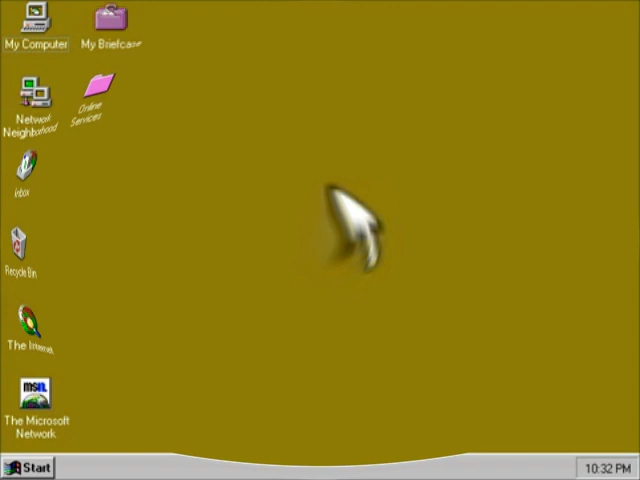 My Computer
My Briefcase
Network
Neighborhood
Online
Services
Inbox
Recycle Bin
The Internet
msn
The Microsoft
Network
Start
10:32 PM